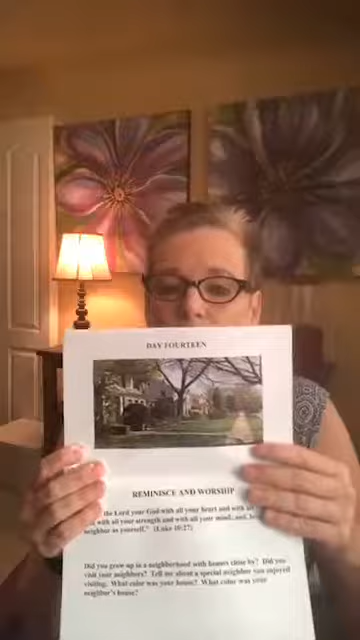 DAY FOURTEEN
REMINISCE AND WORSHIP
the Lord your God with all your heart and with all
with all your strength and with all your mind; and,
neighbor as yourself." (Luke 10:27)
Did you grow up in a neighborhood with homes close by? Did you
visit your neighbors? Tell me about a special neighbor you enjoyed
visiting. What color was your house? What color was your
neighbor's house?